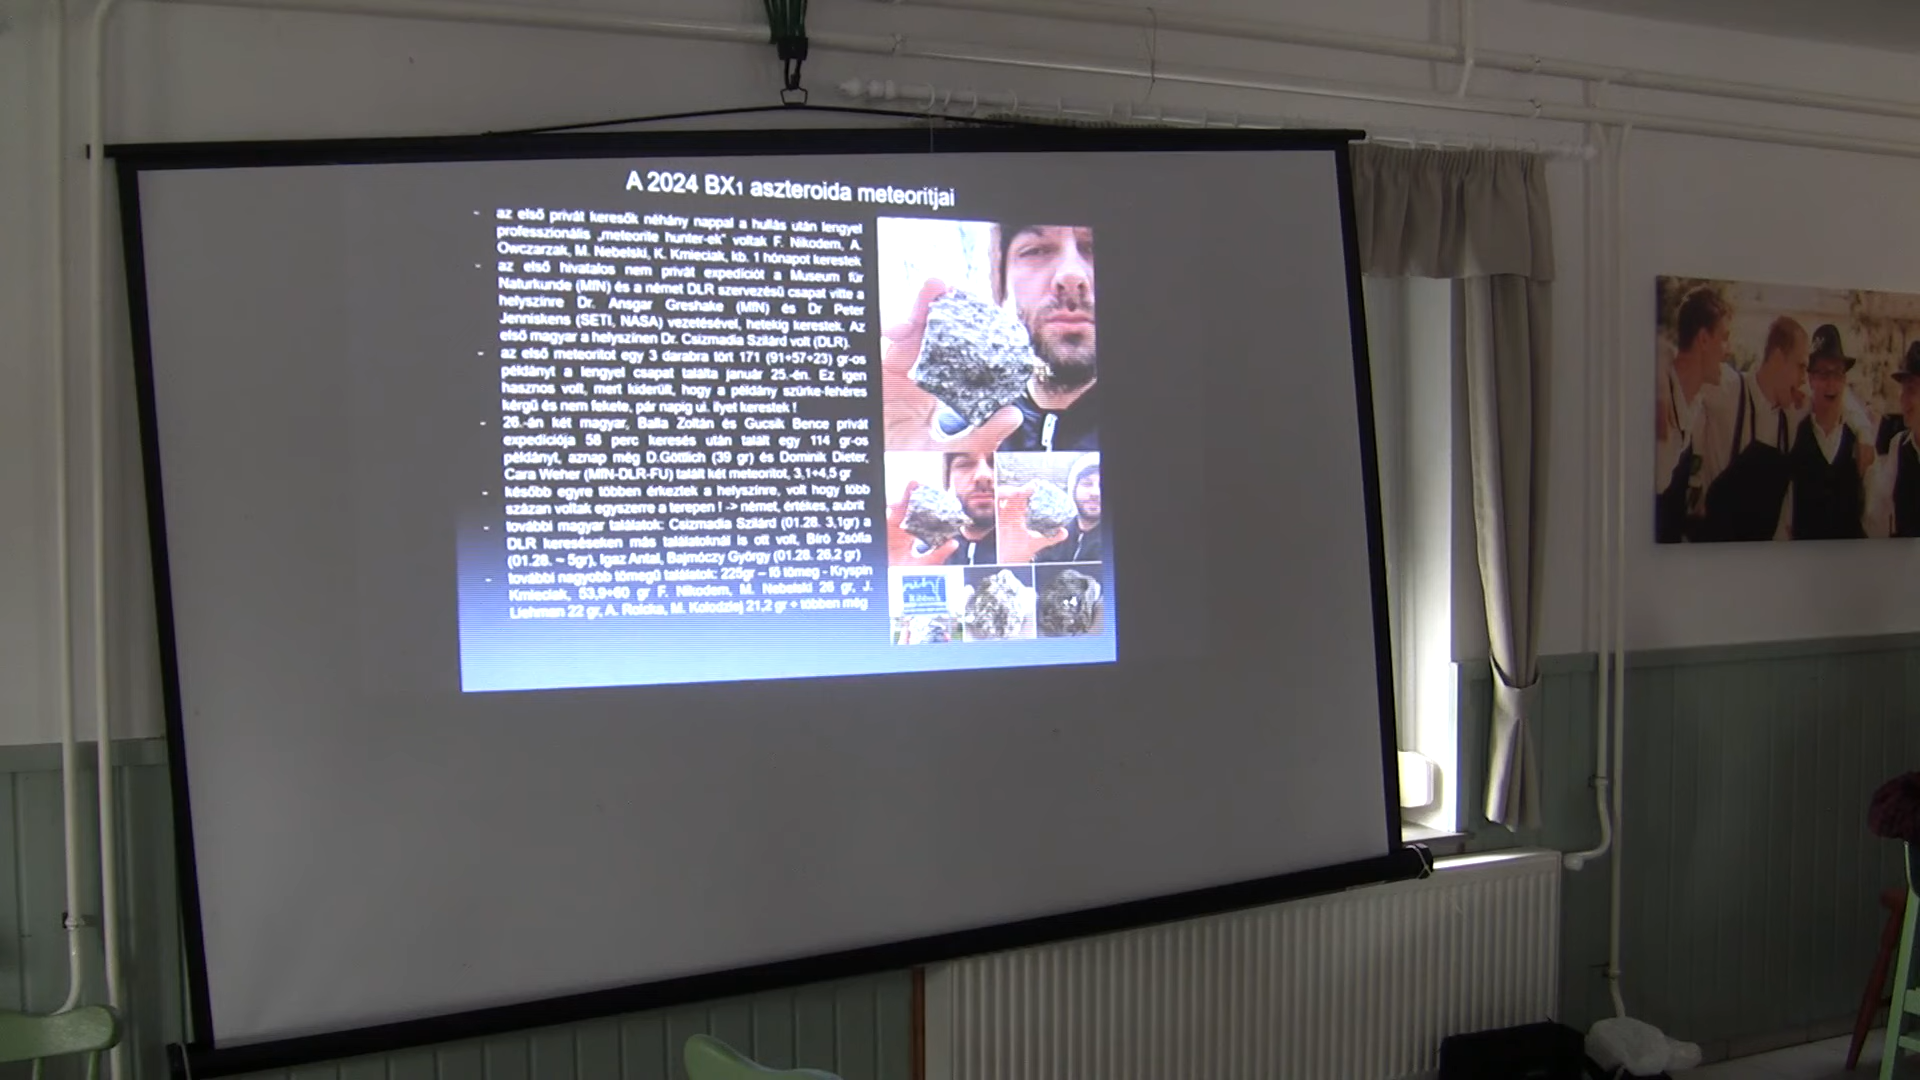 A 2024 BX1 aszteroida meteoritjai
- az első privát keresők néhány nappal a hullás után lengyel
professzionális „meteorite hunter-ek” voltak F. Nikodem, A.
Owczarzak, M. Nebelski, K. Kmieciak, kb. 1 hónapot kerestek
- az első hivatalos nem privát expedíciót a Museum für
Naturkunde (MfN) és a német DLR szervezésű csapat vitte a
helyszínre Dr. Ansgar Greshake (MfN) és Dr Peter
Jenniskens (SETI, NASA) vezetésével, hetekig kerestek. Az
első magyar a helyszínen Dr. Csizmadia Szilárd volt (DLR).
- az első meteoritot egy 3 darabra tört 171 (91+57+23) gr-os
példányt a lengyel csapat találta január 25.-én. Ez igen
hasznos volt, mert kiderült, hogy a példány szürke-fehéres
kérgű és nem fekete, pár napig ui. ilyet kerestek !
- 26.-án két magyar, Balla Zoltán és Gucsik Bence privát
expedíciója 58 perc keresés után talált egy 114 gr-os
példányt, aznap még D.Göttlich (39 gr) és Dominik Dieter,
Cara Weher (MfN-DLR-FU) talált két meteoritot, 3,1+4,5 gr
- később egyre többen érkeztek a helyszínre, volt hogy több
százan voltak egyszerre a terepen ! -> német, értékes, aubrit
- további magyar találatok: Csizmadia Szilárd (01.28. 3,1gr) a
DLR kereséseken más találatoknál is ott volt, Bíró Zsófia
(01.28. ~ 5gr), Igaz Antal, Bajmóczy György (01.28. 26,2 gr)
- további nagyobb tömegű találatok: 225gr – fő tömeg - Kryspin
Kmieciak, 53,9+60 gr F. Nikodem, M. Nebelski 26 gr, J.
Liehman 22 gr, A. Rolcka, M. Kolodziej 21,2 gr + többen még
Ribbeck